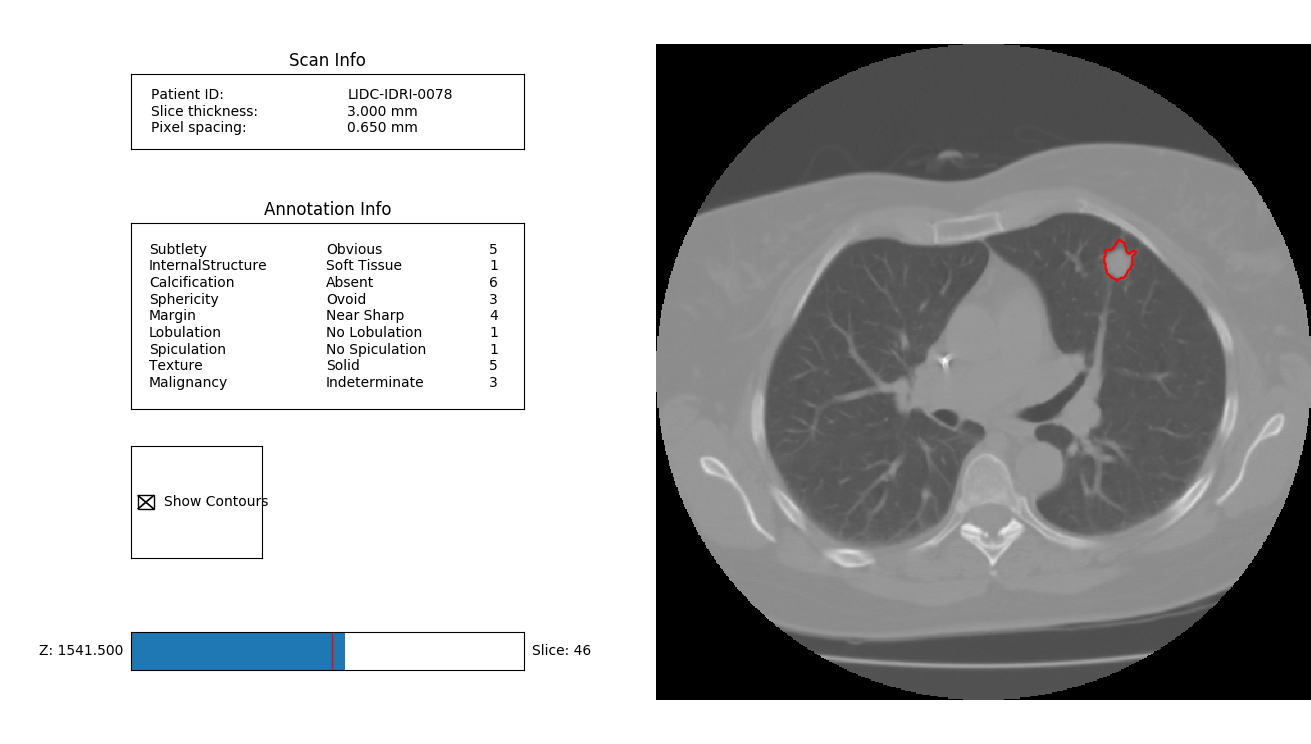 Scan Info
Patient ID: LIDC-IDRI-0078
Slice thickness: 3.000 mm
Pixel spacing: 0.650 mm
Annotation Info
Subtlety Obvious 5
InternalStructure Soft Tissue 1
Calcification Absent 6
Sphericity Ovoid 3
Margin Near Sharp 4
Lobulation No Lobulation 1
Spiculation No Spiculation 1
Texture Solid 5
Malignancy Indeterminate 3
Show Contours
Z: 1541.500 Slice: 46